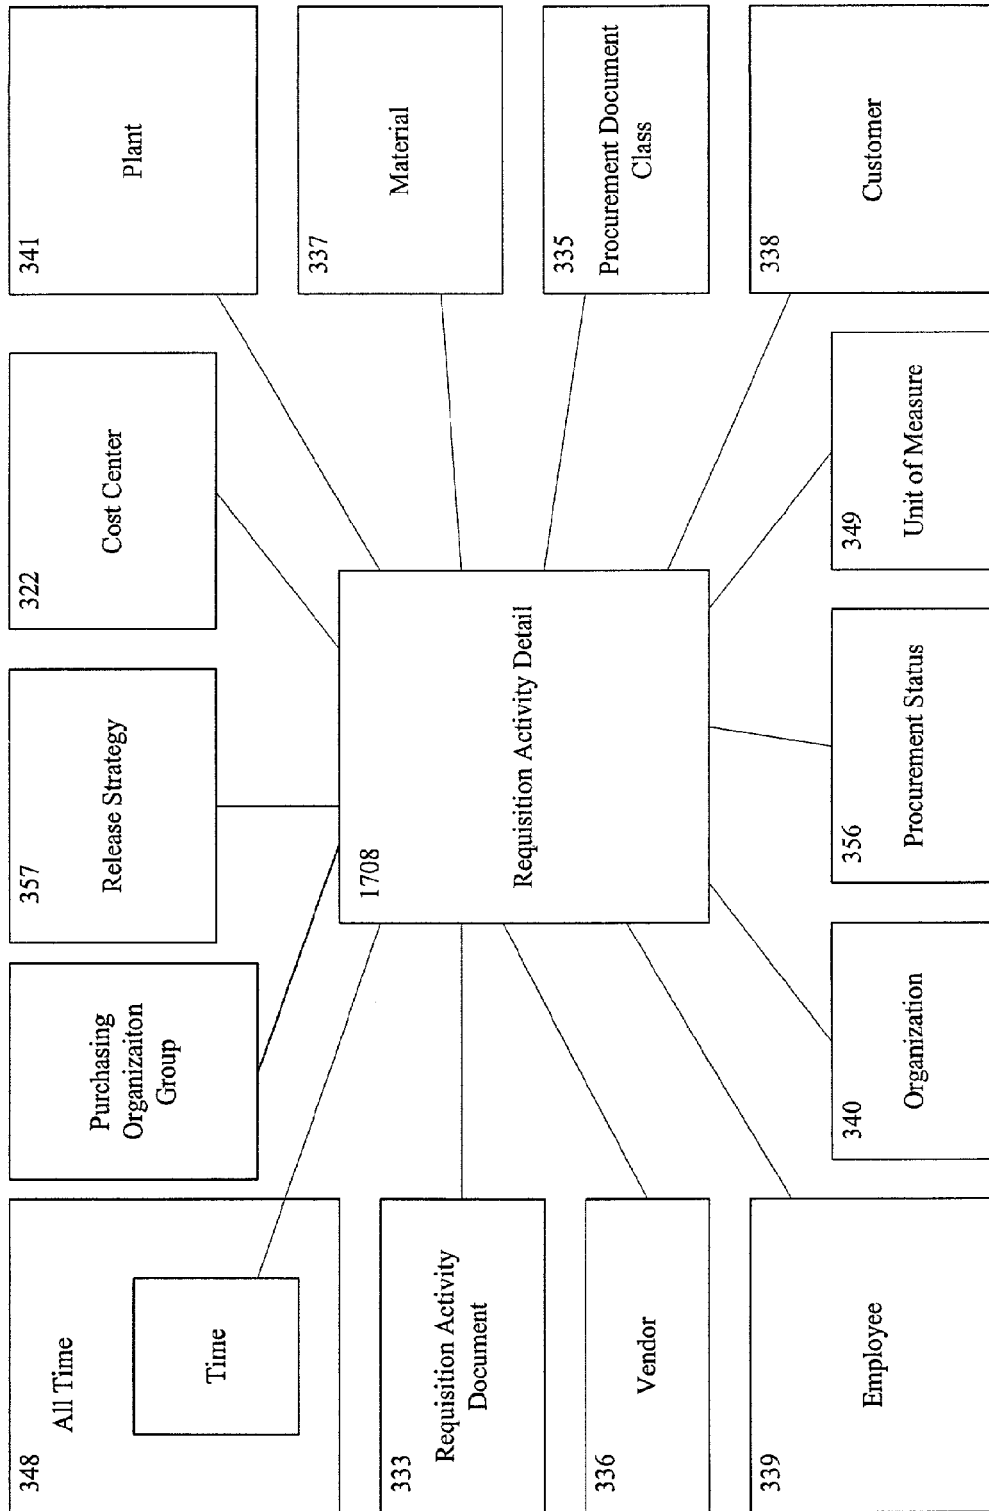 348
All Time
Time
Purchasing
Organizaiton
Group
357
Release Strategy
322
Cost Center
341
Plant
333
Requisition Activity
Document
1708
Requisition Activity Detail
337
Material
336
Vendor
335
Procurement Document
Class
339
Employee
340
Organization
356
Procurement Status
349
Unit of Measure
338
Customer